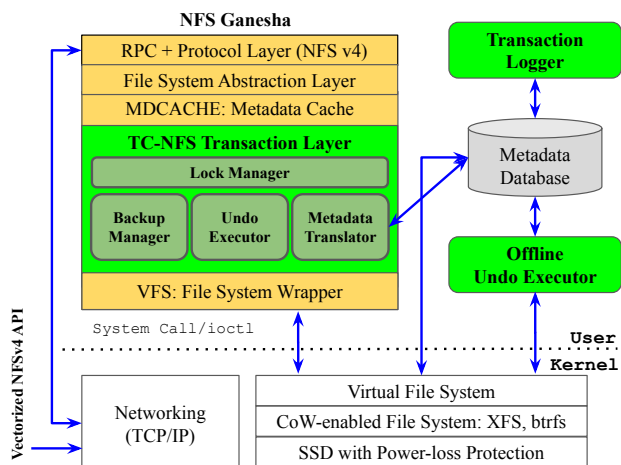 NFS Ganesha
RPC + Protocol Layer (NFS v4)
File System Abstraction Layer
MDCACHE: Metadata Cache
TC-NFS Transaction Layer
Lock Manager
Backup
Manager
Undo
Executor
Metadata
Translator
VFS: File System Wrapper
Transaction
Logger
Metadata
Database
Offline
Undo Executor
System Call/ioctl
User
Kernel
Vectorized NFSv4 API
Networking
(TCP/IP)
Virtual File System
CoW-enabled File System: XFS, btrfs
SSD with Power-loss Protection